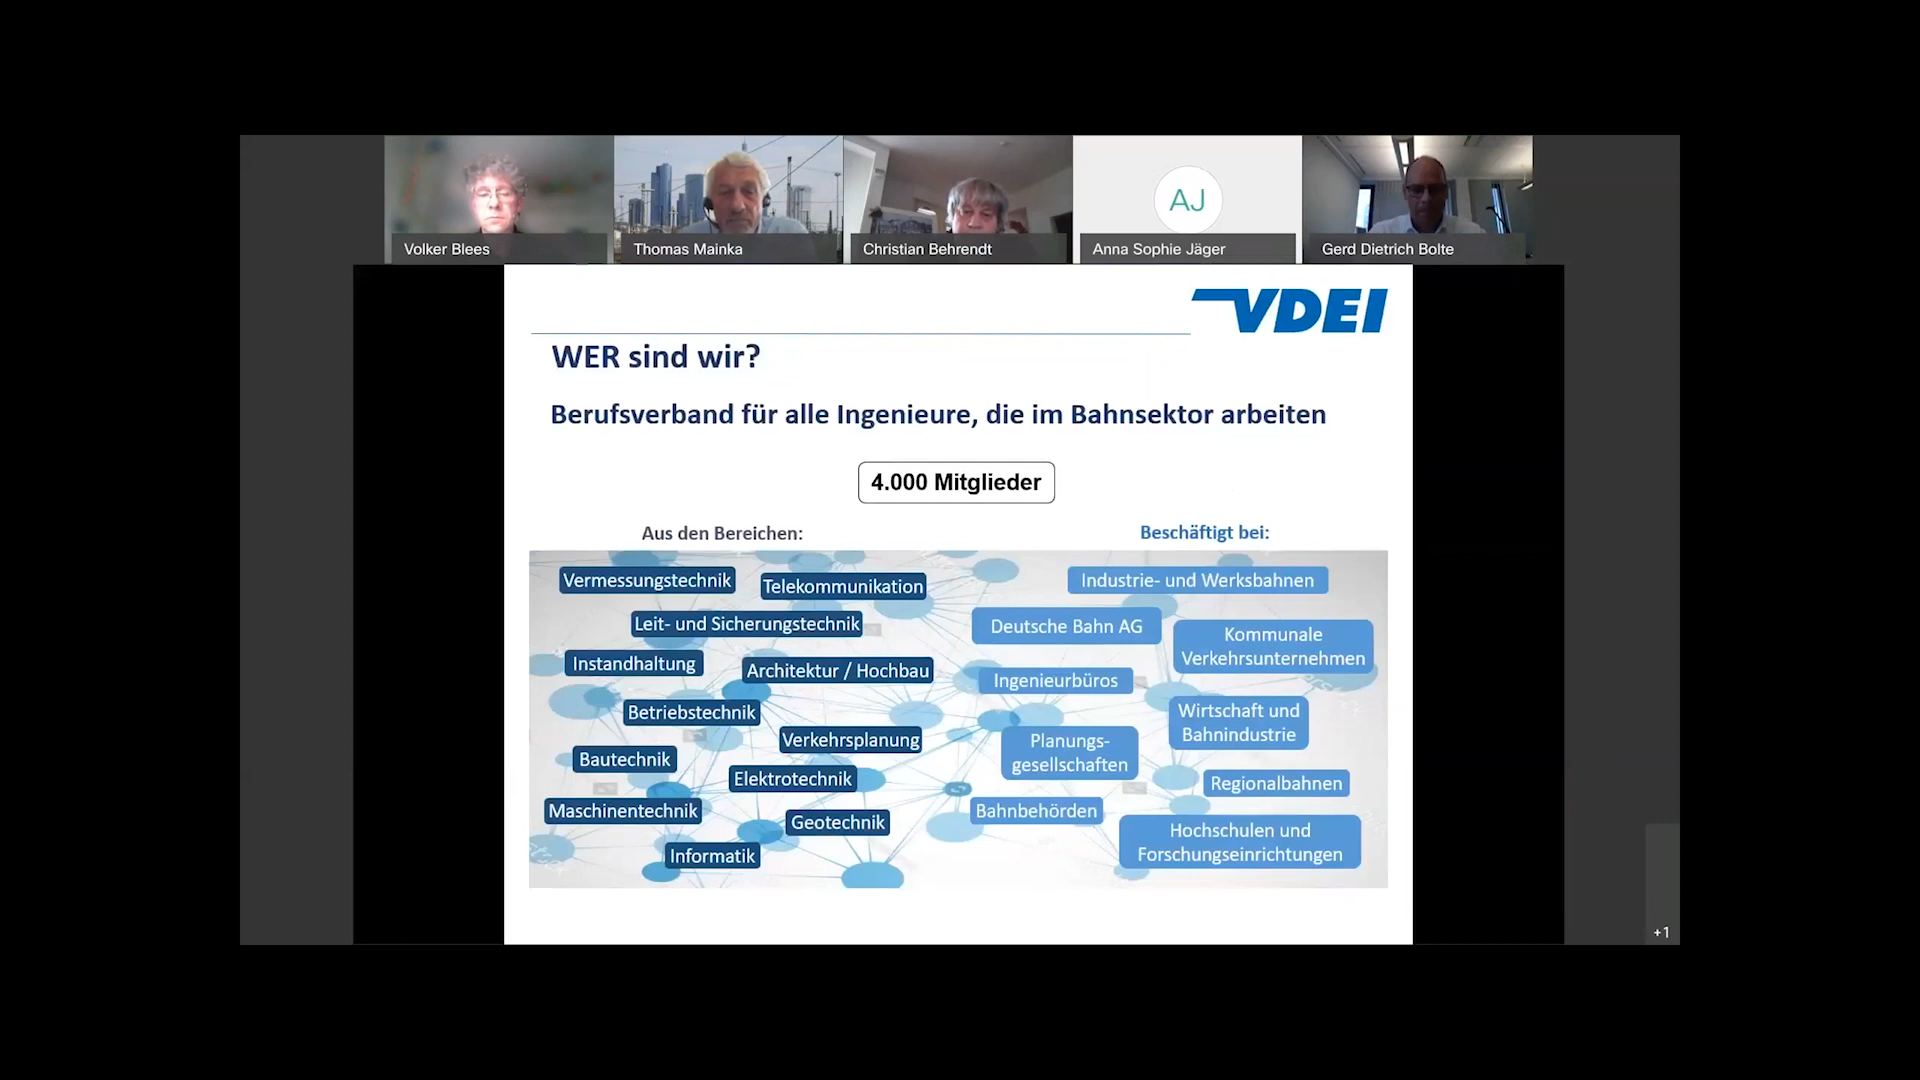 Volker Blees
Thomas Mainka
Christian Behrendt
AJ
Anna Sophie Jäger
Gerd Dietrich Bolte
VDEI
WER sind wir?
Berufsverband für alle Ingenieure, die im Bahnsektor arbeiten
4.000 Mitglieder
Aus den Bereichen:
Vermessungstechnik
Telekommunikation
Leit- und Sicherungstechnik
Instandhaltung
Architektur / Hochbau
Betriebstechnik
Verkehrsplanung
Bautechnik
Elektrotechnik
Maschinentechnik
Geotechnik
Informatik
Beschäftigt bei:
Industrie- und Werksbahnen
Deutsche Bahn AG
Kommunale
Verkehrsunternehmen
Ingenieurbüros
Wirtschaft und
Bahnindustrie
Planungs-
gesellschaften
Regionalbahnen
Bahnbehörden
Hochschulen und
Forschungseinrichtungen
+1